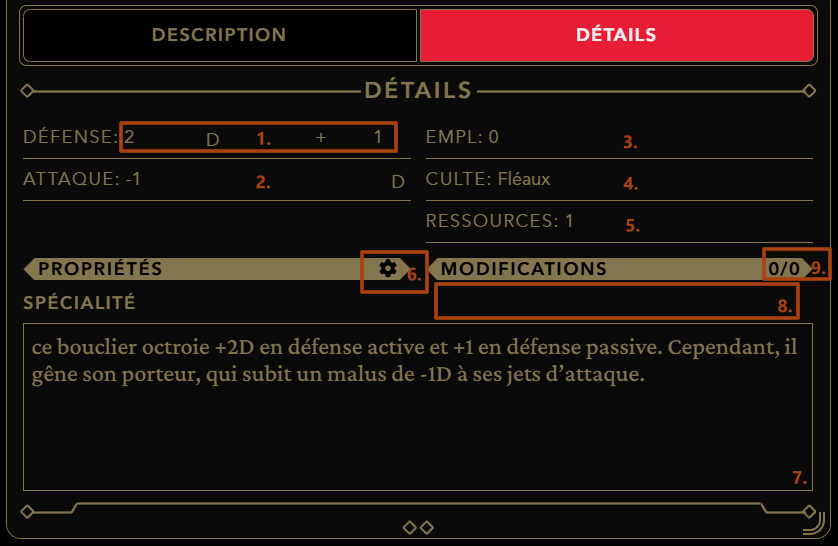 DESCRIPTION
DÉTAILS
DÉTAILS
DÉFENSE: 2 D 1. + 1
EMPL: 0 3.
ATTAQUE: -1 2. D
CULTE: Fléaux 4.
RESSOURCES: 1 5.
PROPRIÉTÉS 6.
MODIFICATIONS 0/0 9.
SPÉCIALITÉ
8.
ce bouclier octroie +2D en défense active et +1 en défense passive. Cependant, il
gêne son porteur, qui subit un malus de -1D à ses jets d’attaque.
7.